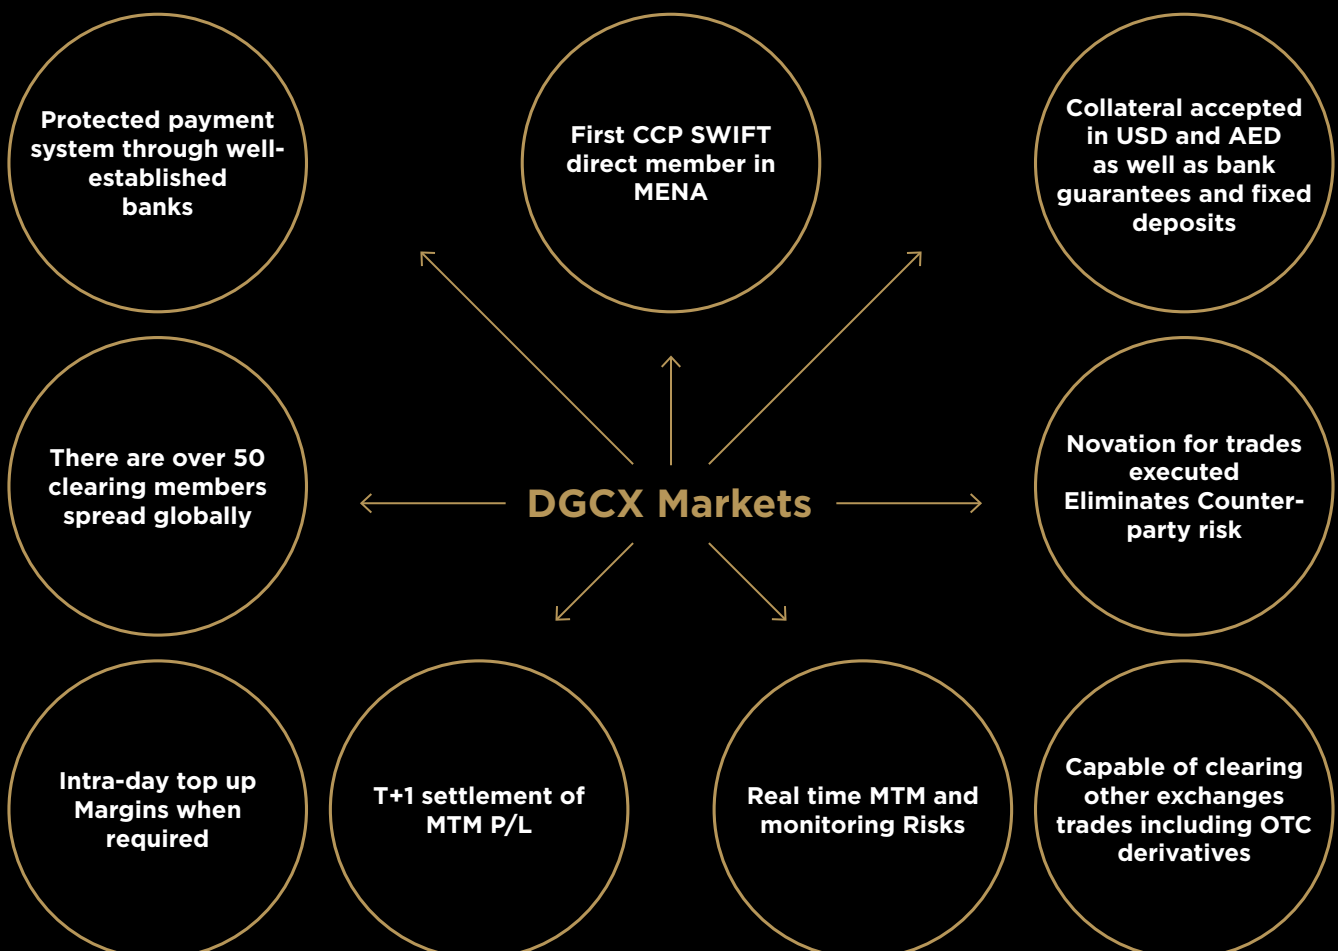 Protected payment
system through well-
established
banks
First CCP SWIFT
direct member in
MENA
Collateral accepted
in USD and AED
as well as bank
guarantees and fixed
deposits
There are over 50
clearing members
spread globally
DGCX Markets
Novation for trades
executed
Eliminates Counter-
party risk
Intra-day top up
Margins when
required
T+1 settlement of
MTM P/L
Real time MTM and
monitoring Risks
Capable of clearing
other exchanges
trades including OTC
derivatives